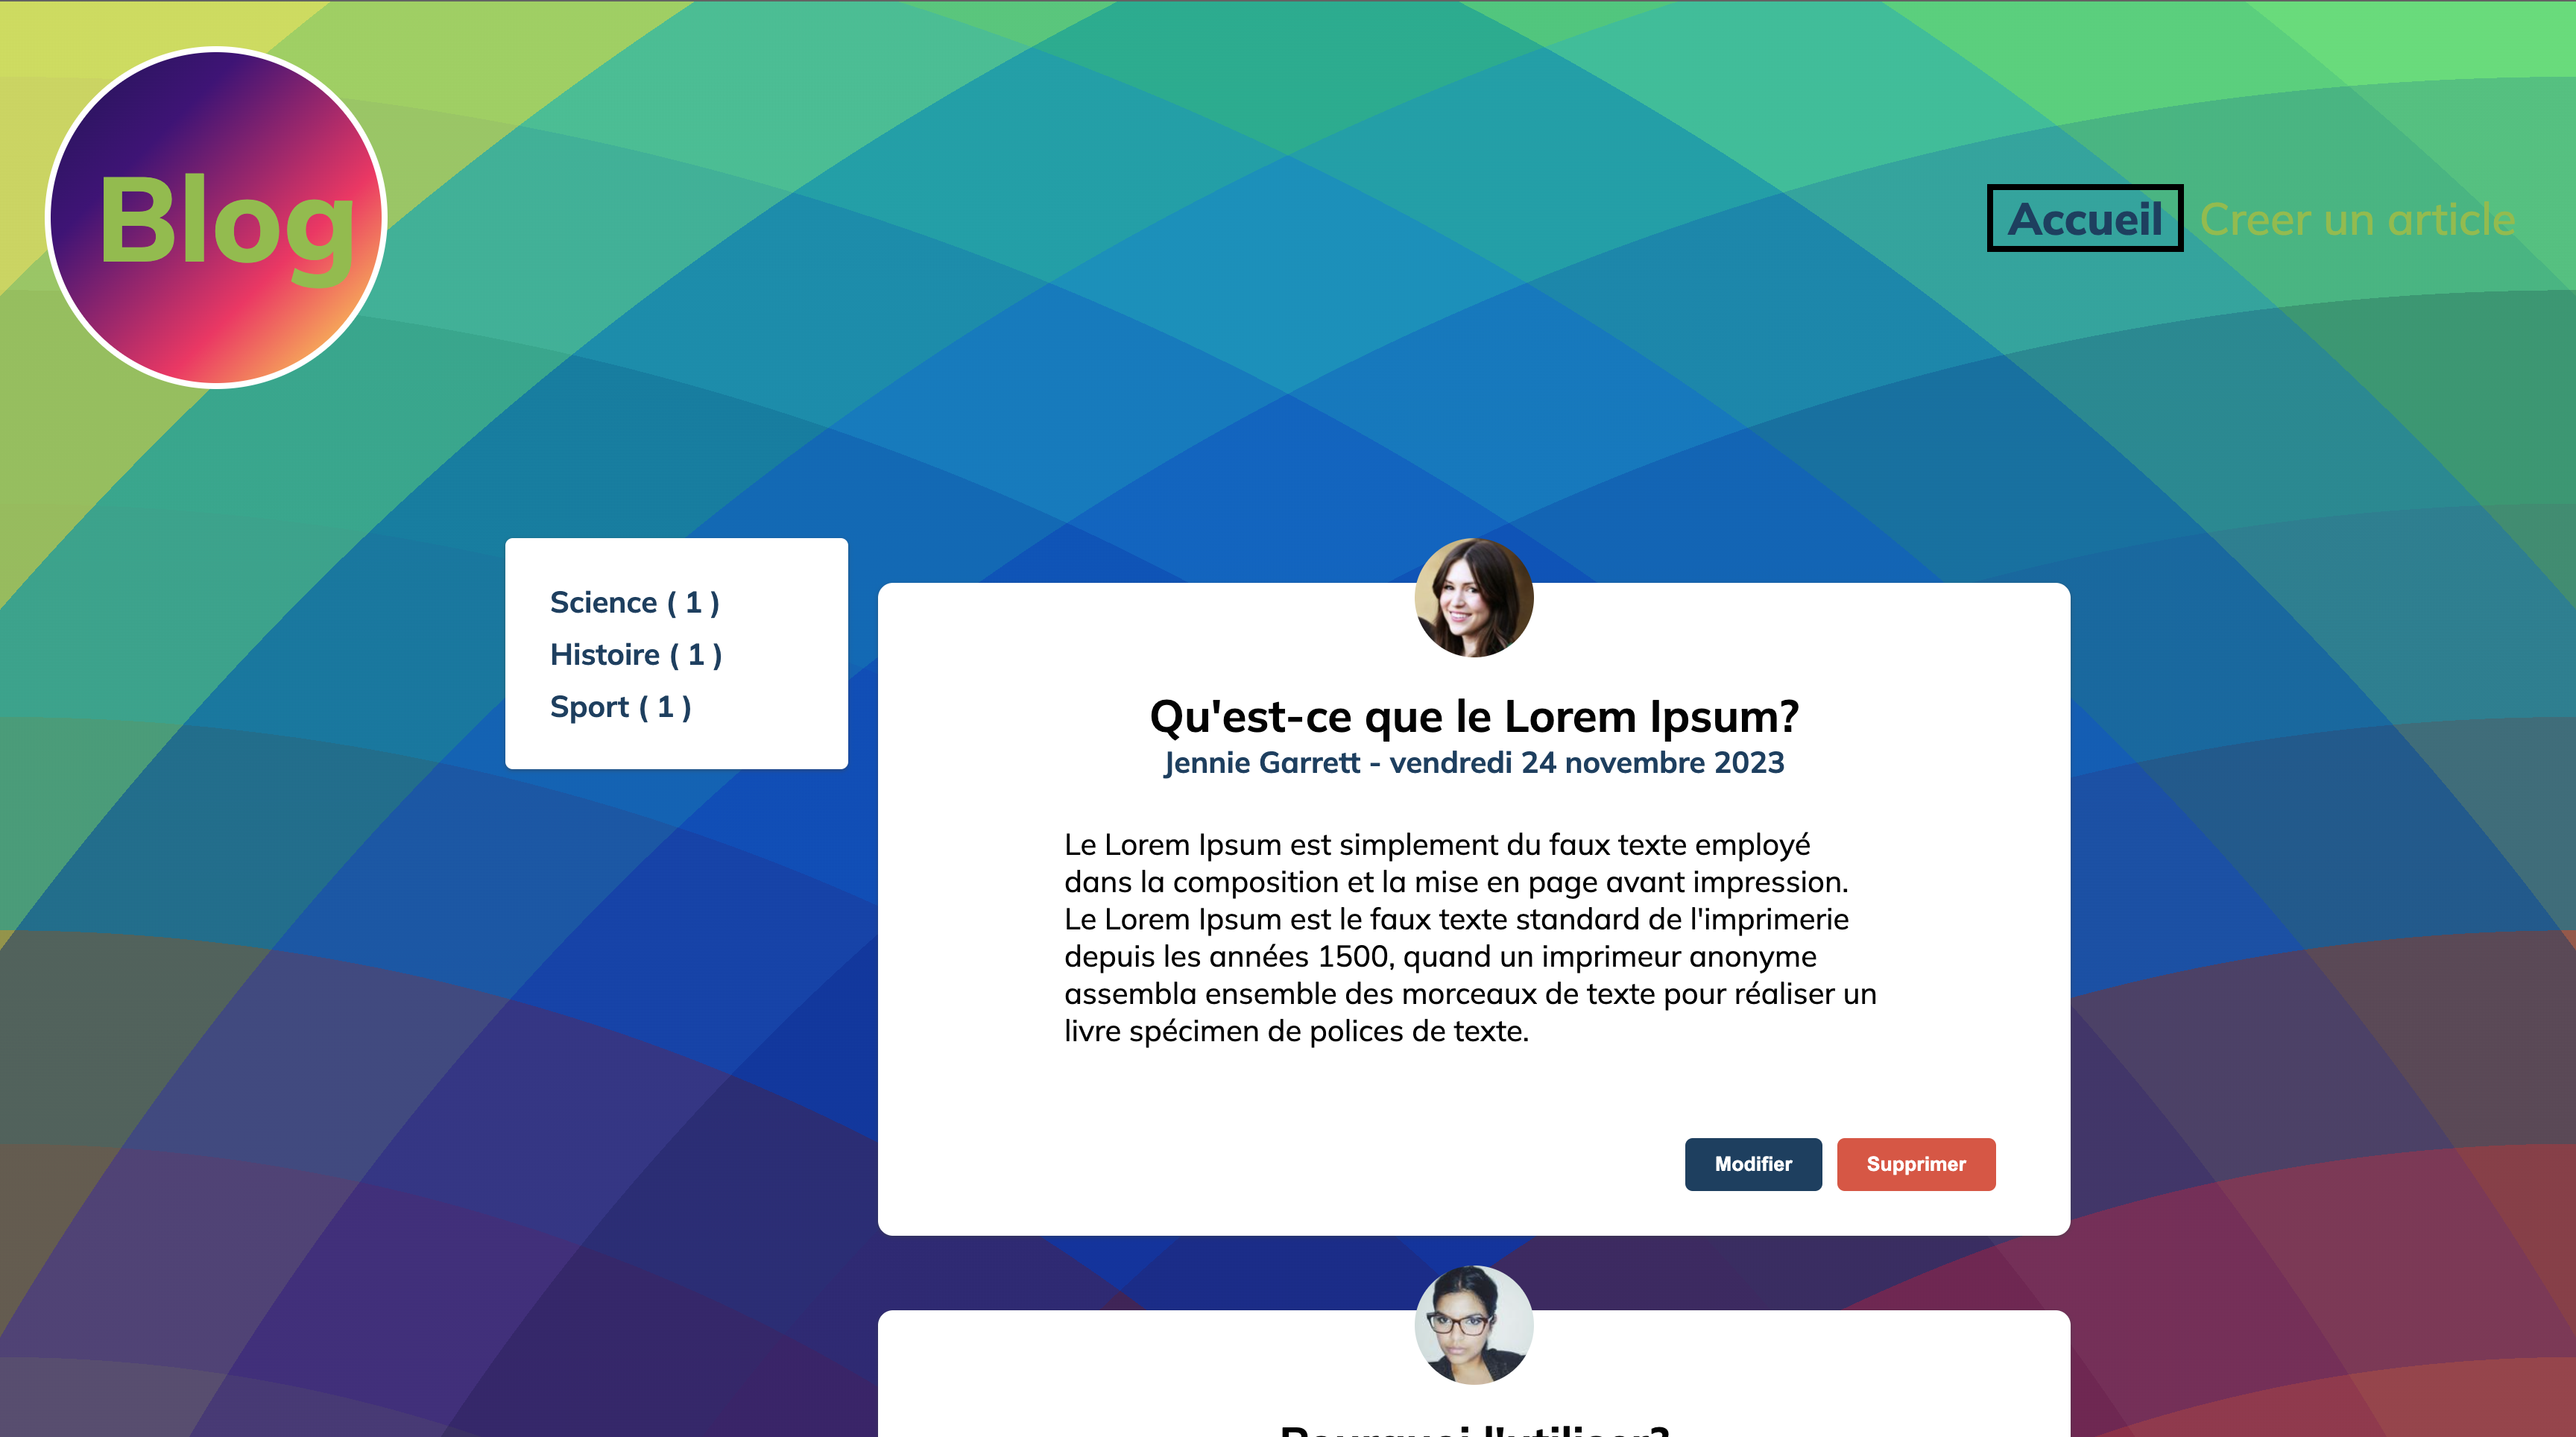 Blog
Accueil
Creer un article
Science ( 1 )
Histoire ( 1 )
Sport ( 1 )
Qu'est-ce que le Lorem Ipsum?
Jennie Garrett - vendredi 24 novembre 2023
Le Lorem Ipsum est simplement du faux texte employé
dans la composition et la mise en page avant impression.
Le Lorem Ipsum est le faux texte standard de l'imprimerie
depuis les années 1500, quand un imprimeur anonyme
assembla ensemble des morceaux de texte pour réaliser un
livre spécimen de polices de texte.
Modifier
Supprimer
Pourquoi l'utiliser?